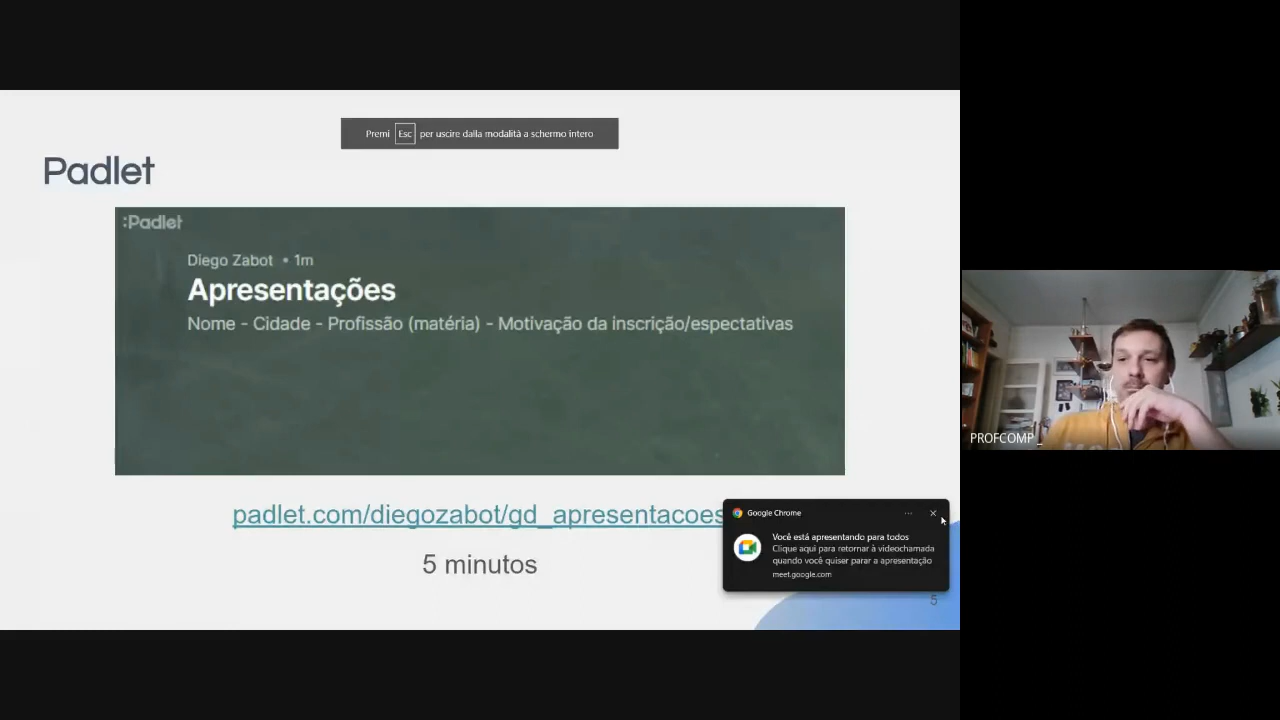 Premi Esc per uscire dalla modalità a schermo intero
Padlet
:Padlet
Diego Zabot • 1m
Apresentações
Nome - Cidade - Profissão (matéria) - Motivação da inscrição/espectativas
padlet.com/diegozabot/gd_apresentacoes
5 minutos
Google Chrome
Você está apresentando para todos
Clique aqui para retornar à videochamada
quando você quiser parar a apresentação
meet.google.com
5
PROFCOMP _